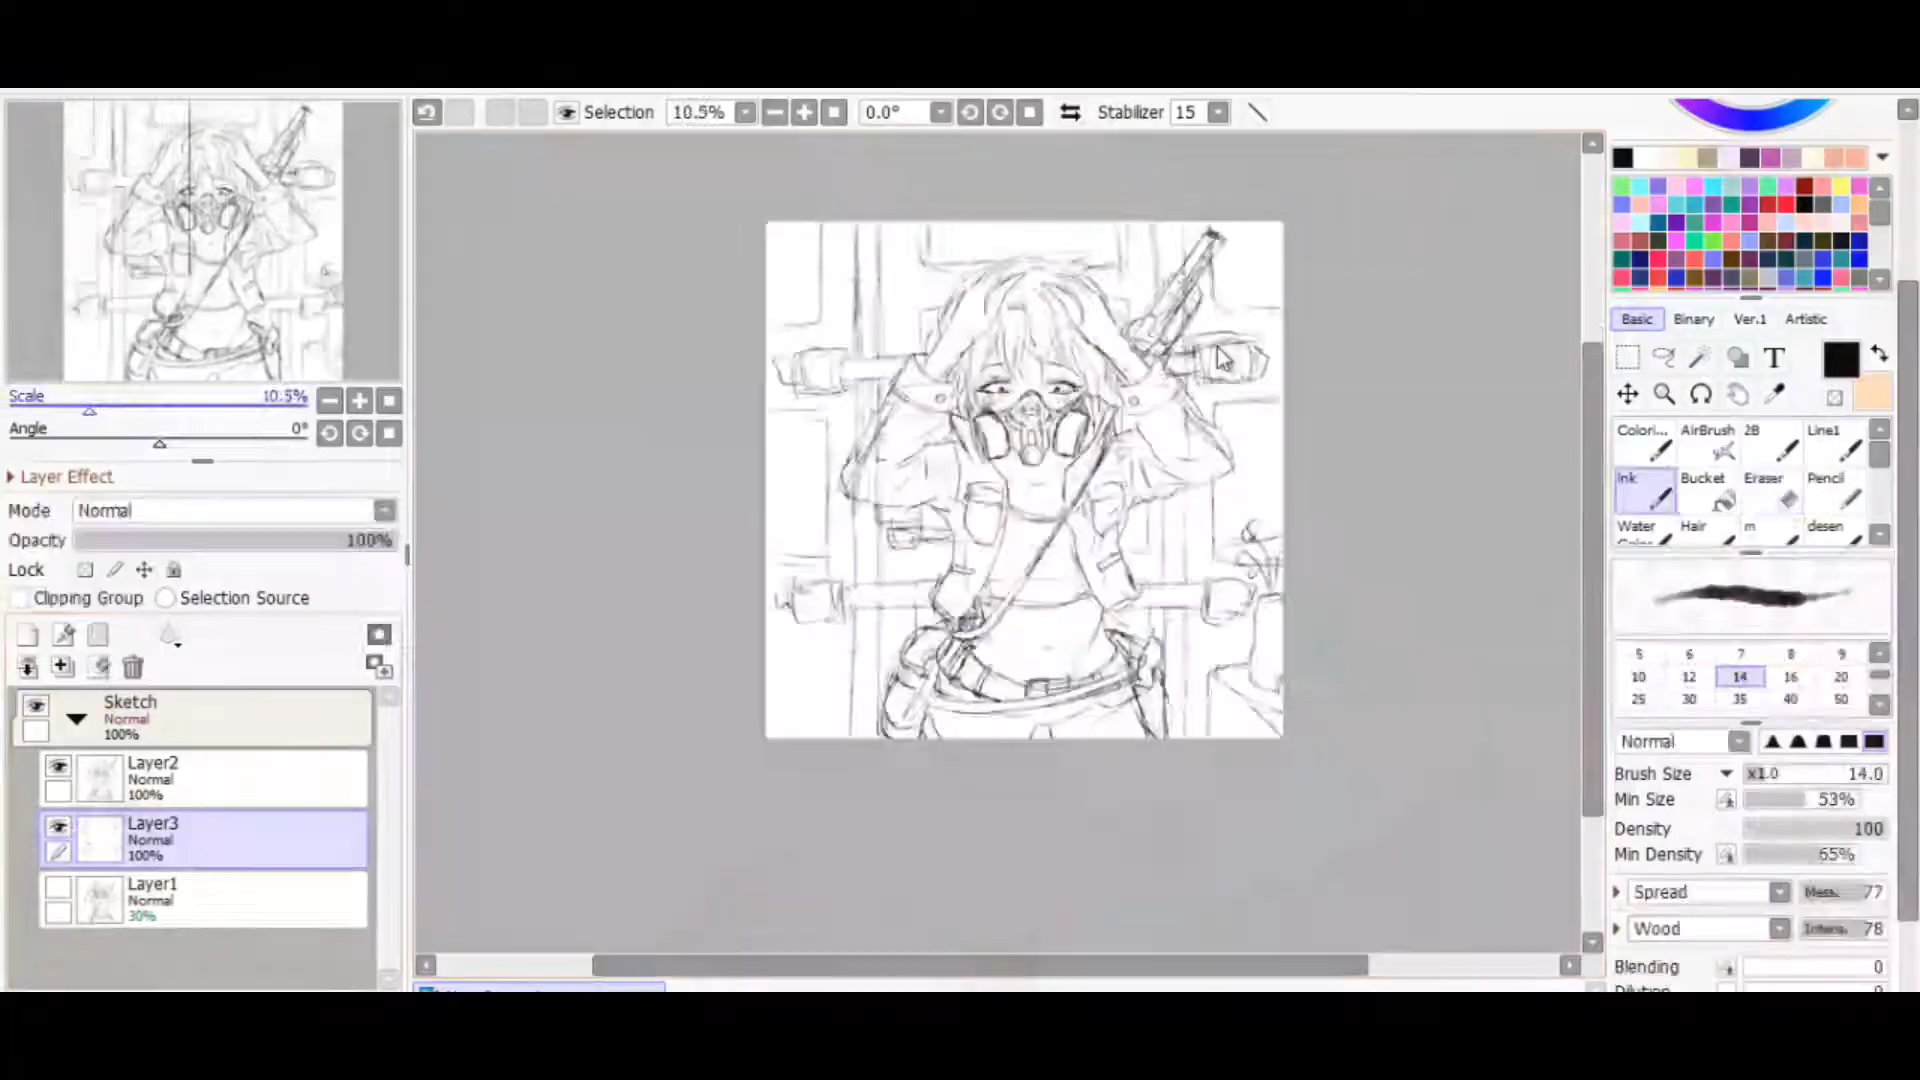 Selection 10.5% 0.0° Stabilizer 15
Scale 10.5%
Angle 0°
Layer Effect
Mode Normal
Opacity 100%
Lock
Clipping Group Selection Source
Sketch
Normal
100%
Layer2
Normal
100%
Layer3
Normal
100%
Layer1
Normal
30%
Basic Binary Ver.1 Artistic
T
Colori... AirBrush 2B Line1
Ink Bucket Eraser Pencil
Water Hair m desen
Color
5 6 7 8 9
10 12 14 16 20
25 30 35 40 50
Normal
Brush Size x1.0 14.0
Min Size 53%
Density 100
Min Density 65%
Spread 77
Wood 78
Blending 0